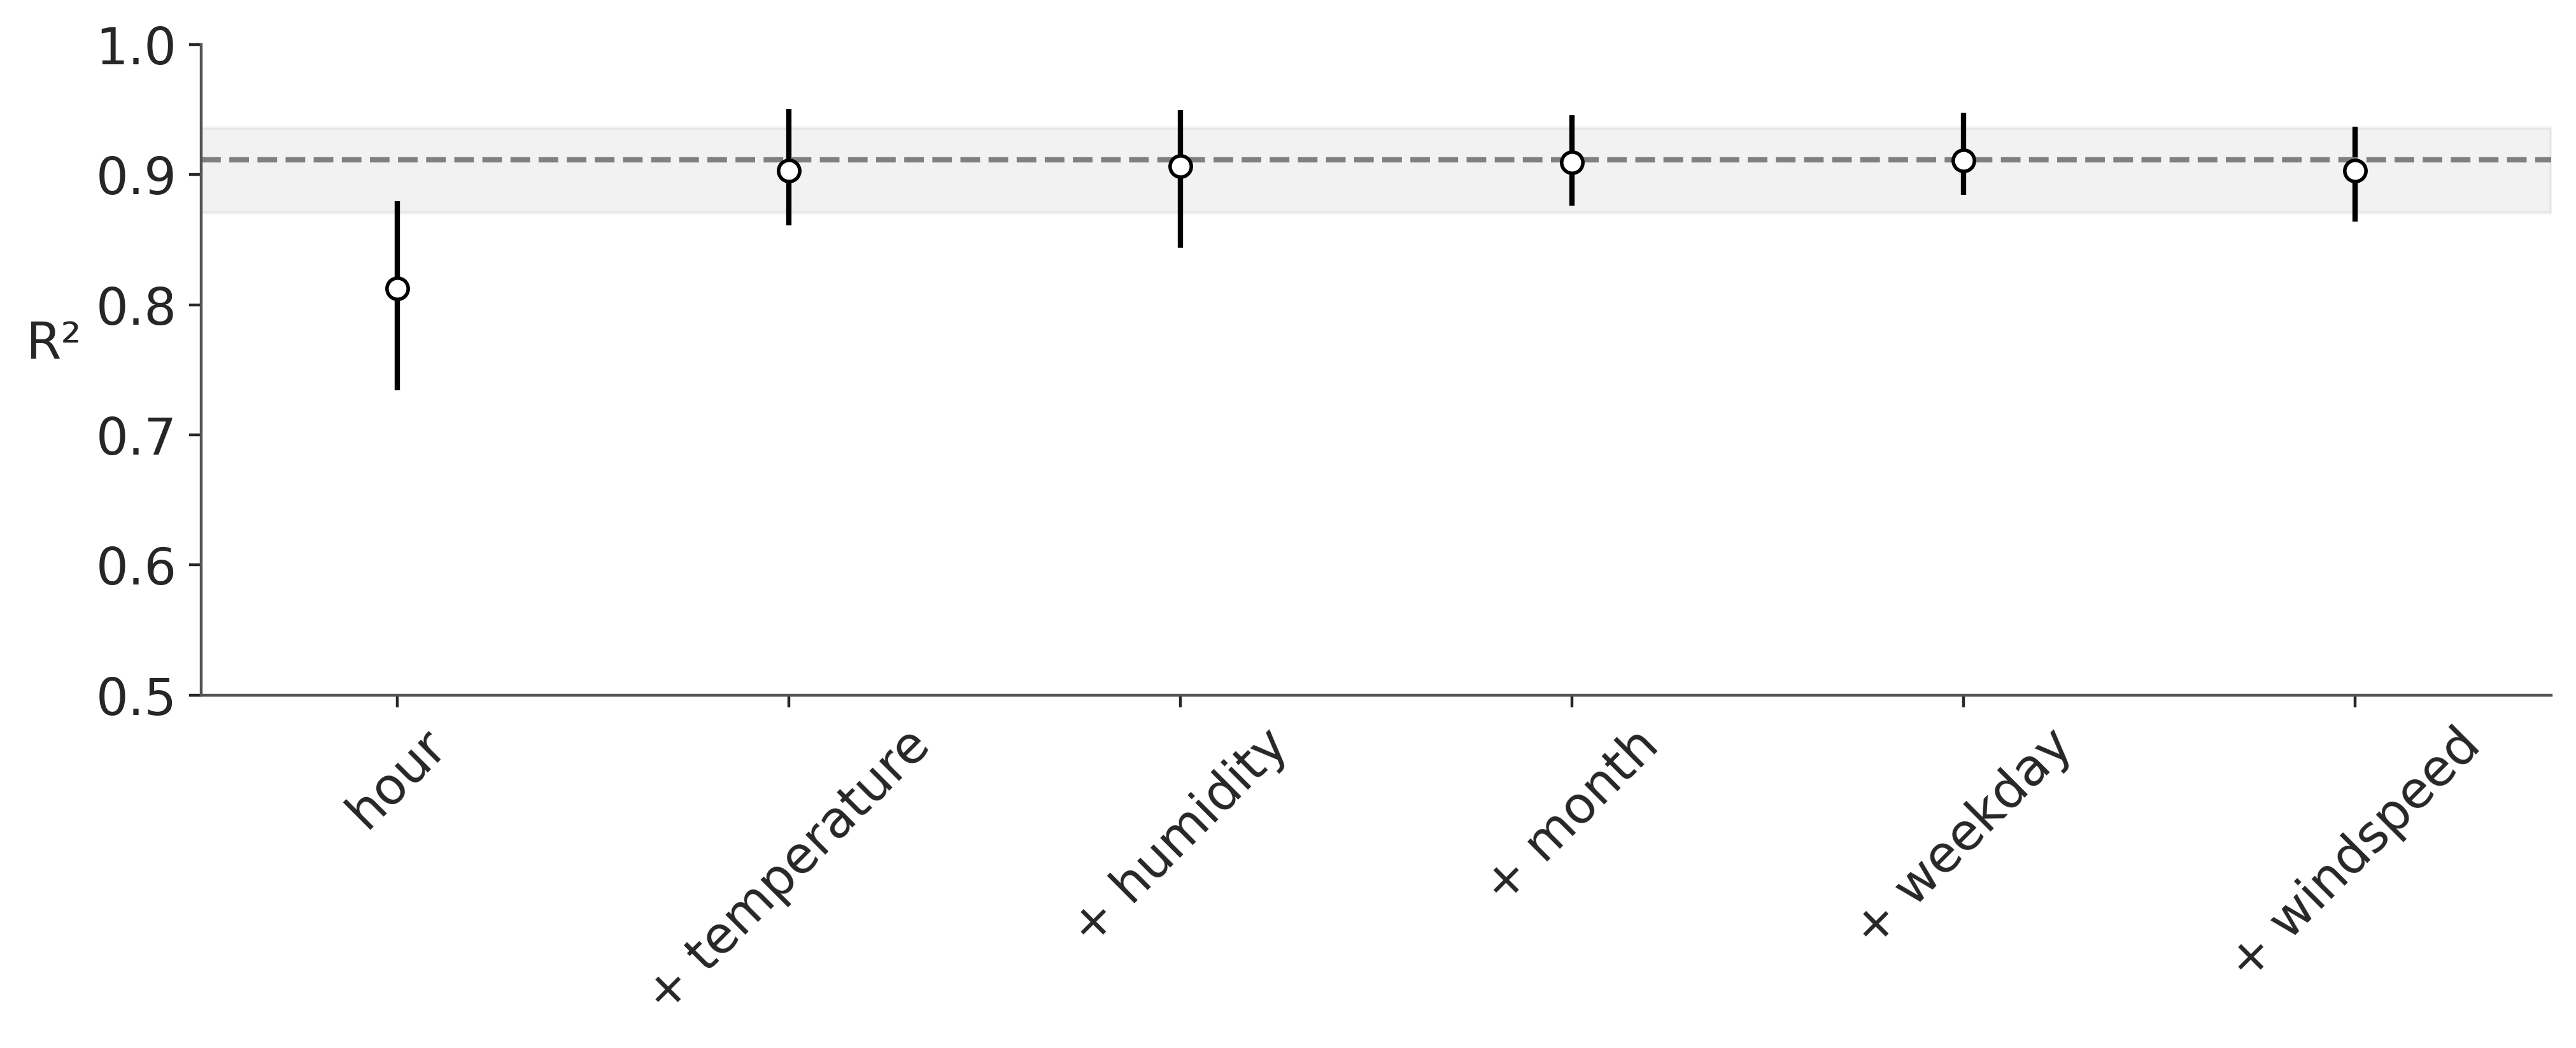 1.0
0.9
0.8
R²
0.7
0.6
0.5
hour
+ temperature
+ humidity
+ month
+ weekday
+ windspeed